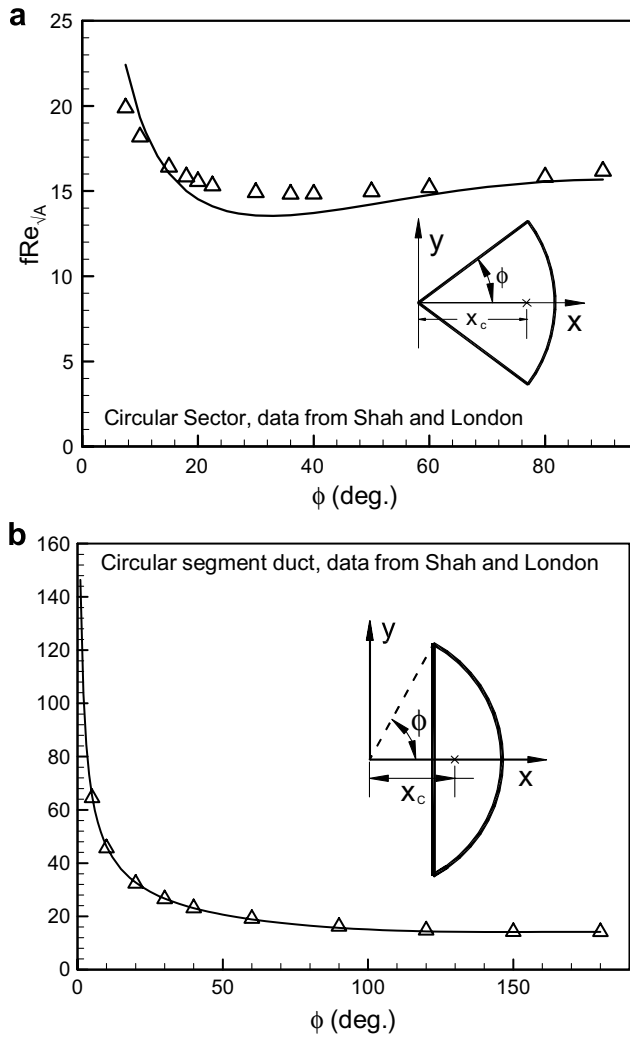 a
25
20
15
10
5
0
fRe√A
y
ϕ
x
xc
Circular Sector, data from Shah and London
0
20
40
60
80
ϕ (deg.)
b
160
140
120
100
80
60
40
20
0
Circular segment duct, data from Shah and London
y
ϕ
x
xc
0
50
100
150
ϕ (deg.)